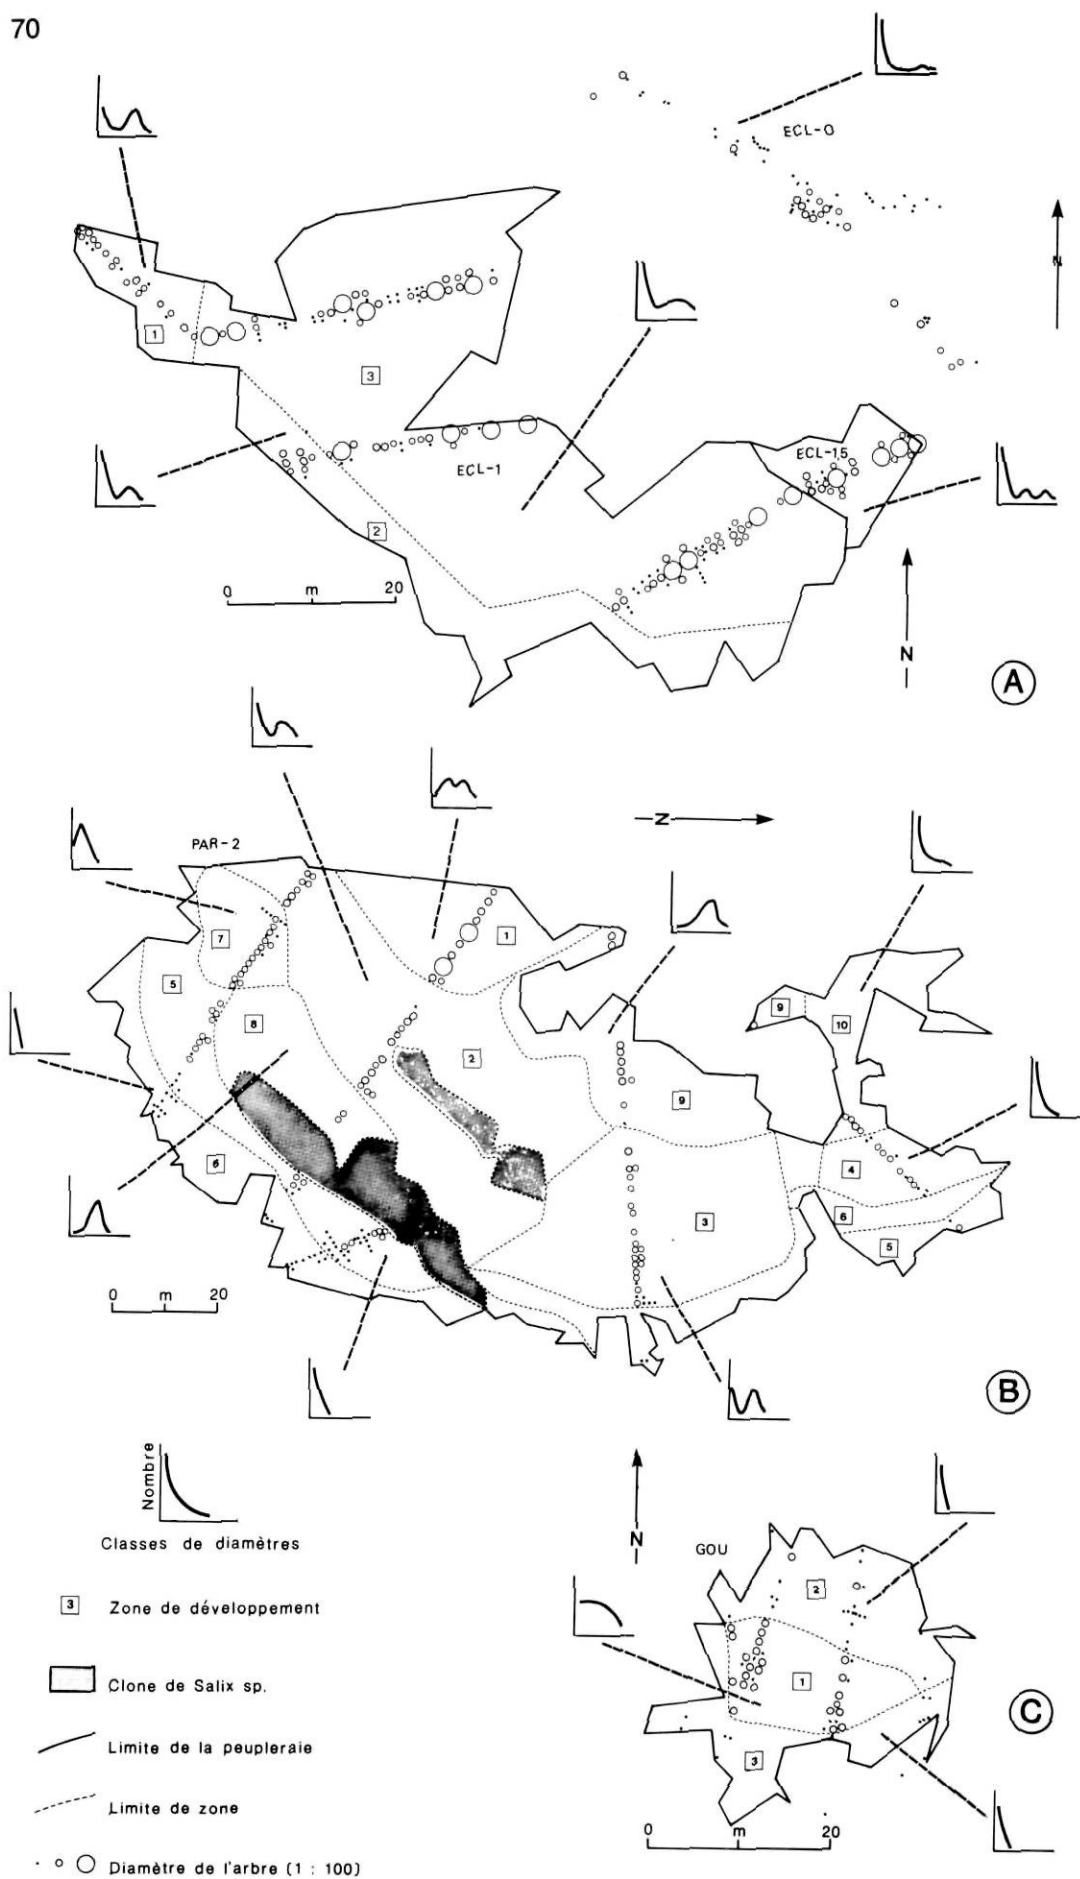 70
ECL-0
N
1
3
ECL-1
ECL-1.5
2
0 m 20
N
A
N
PAR-2
7
1
5
8
2
9
10
9
6
3
4
6
5
0 m 20
B
Nombre
Classes de diamètres
N
GOU
2
1
3
C
0 m 20
3 Zone de développement
Clone de Salix sp.
Limite de la peupleraie
Limite de zone
Diamètre de l'arbre (1 : 100)